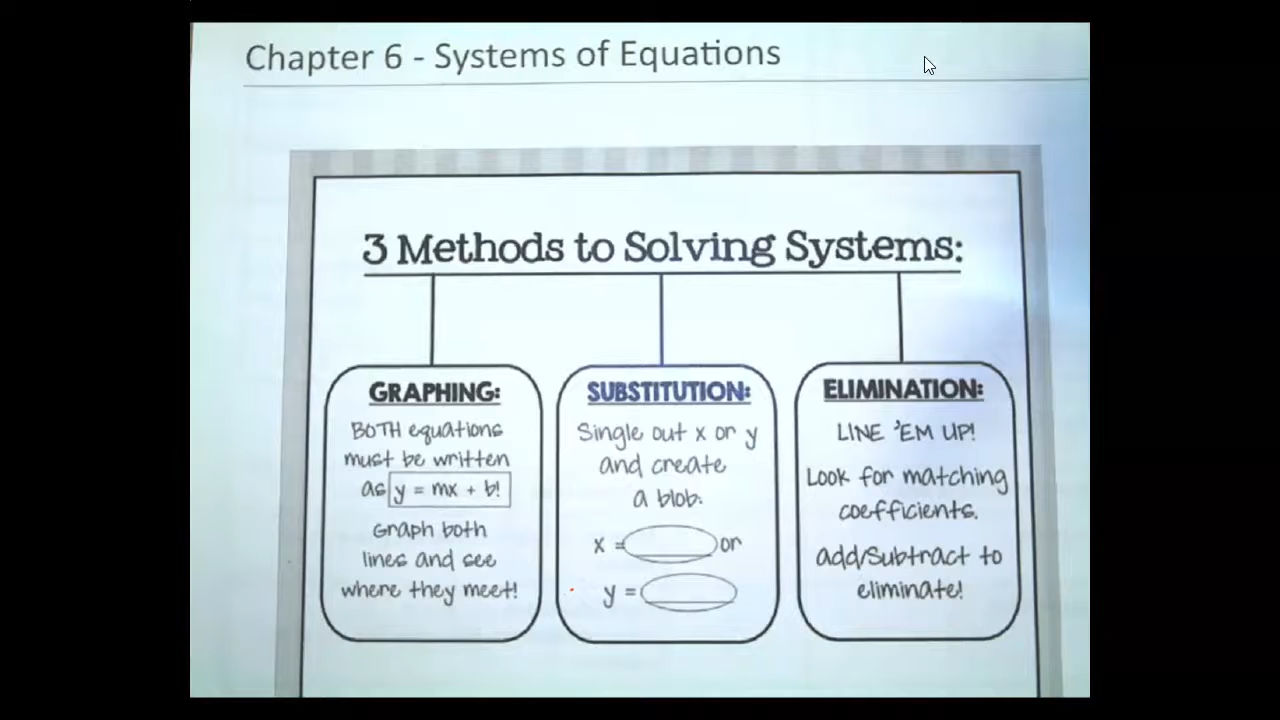 Chapter 6 - Systems of Equations
3 Methods to Solving Systems:
GRAPHING:
BOTH equations
must be written
as y = mx + b!
Graph both
lines and see
where they meet!
SUBSTITUTION:
Single out x or y
and create
a blob.
x = or
y =
ELIMINATION:
LINE 'EM UP!
Look for matching
coefficients.
add/Subtract to
eliminate!